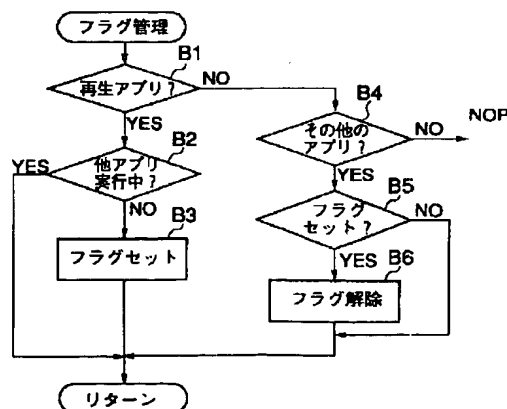 フラグ管理
B1
再生アプリ?
NO
YES
B2
YES
他アプリ
実行中?
NO
B3
フラグセット
B4
その他の
アプリ?
NO
NOP
YES
B5
フラグ
セット?
NO
YES
B6
フラグ解除
リターン